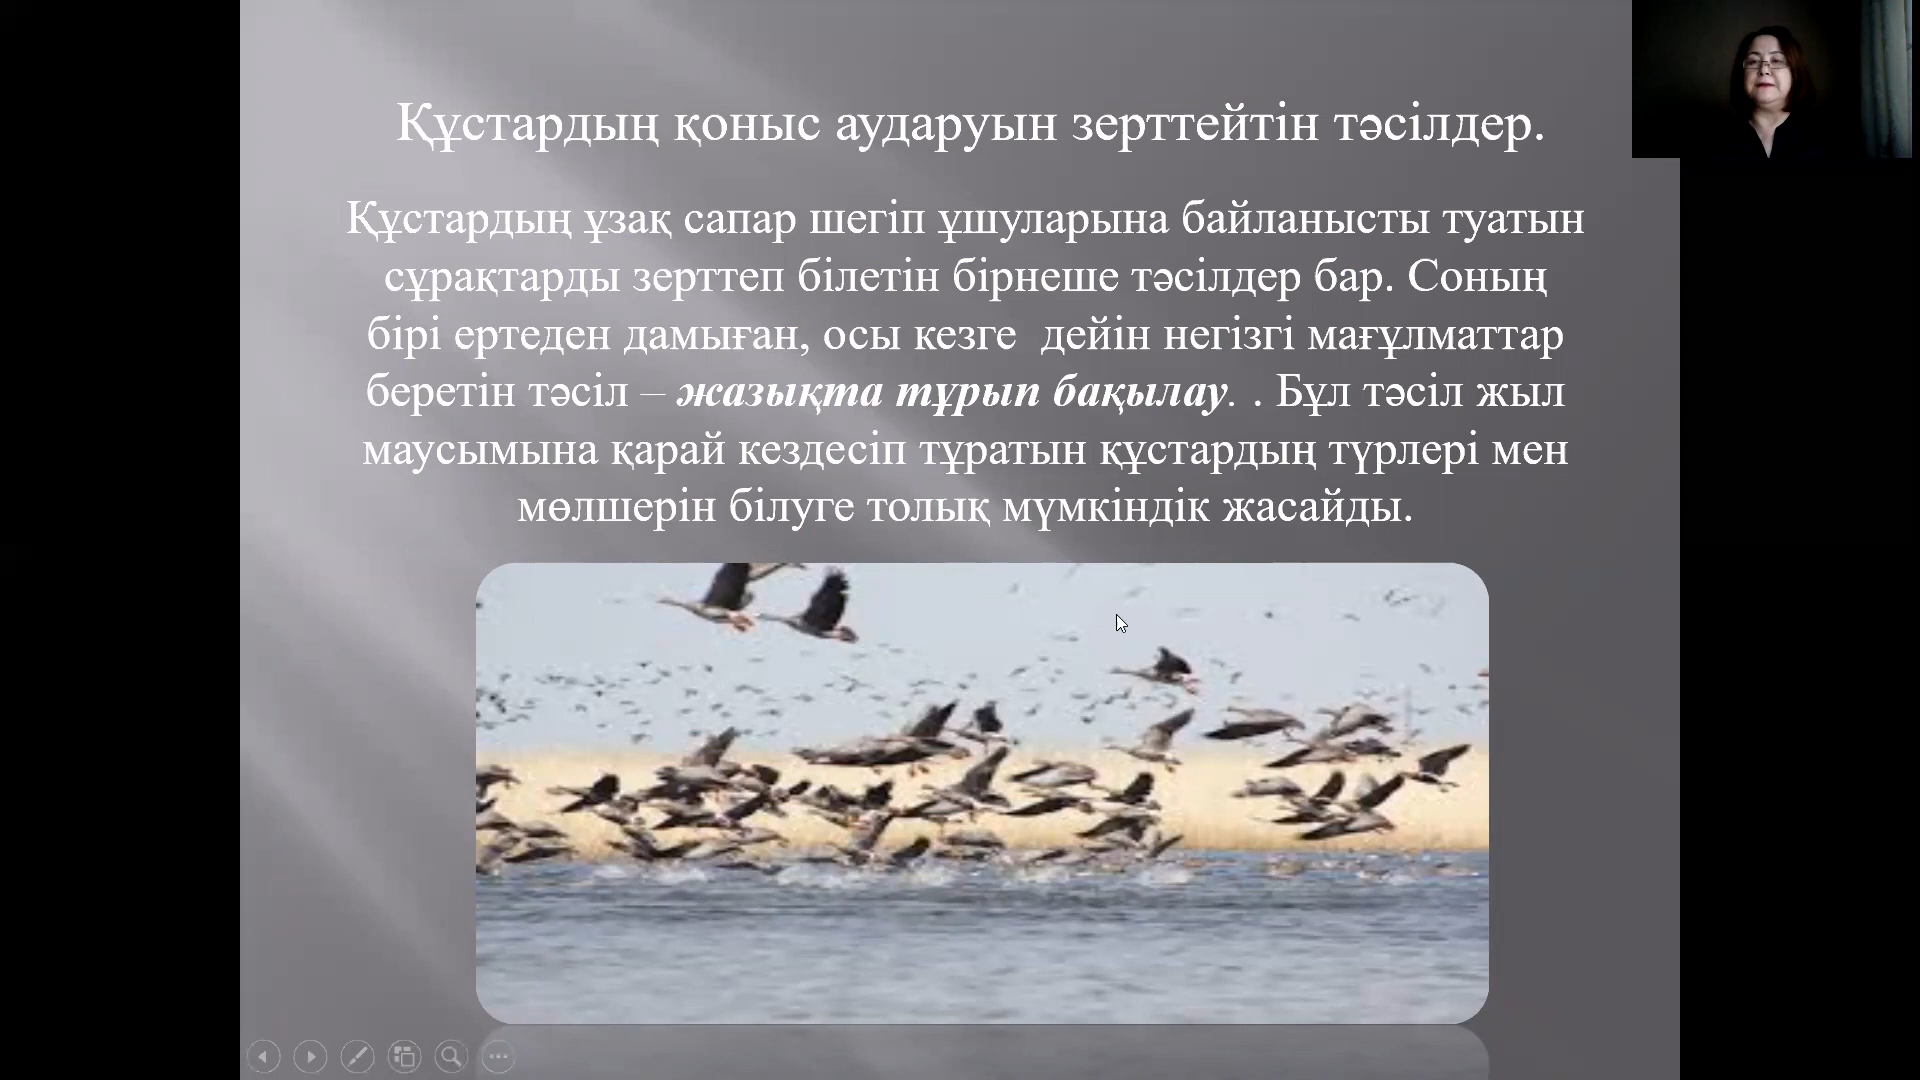 Құстардың қоныс аударуын зерттейтін тәсілдер.
Құстардың ұзақ сапар шегіп ұшуларына байланысты туатын
сұрақтарды зерттеп білетін бірнеше тәсілдер бар. Соның
бірі ертеден дамыған, осы кезге  дейін негізгі мағұлматтар
беретін тәсіл – жазықта тұрып бақылау. . Бұл тәсіл жыл
маусымына қарай кездесіп тұратын құстардың түрлері мен
мөлшерін білуге толық мүмкіндік жасайды.